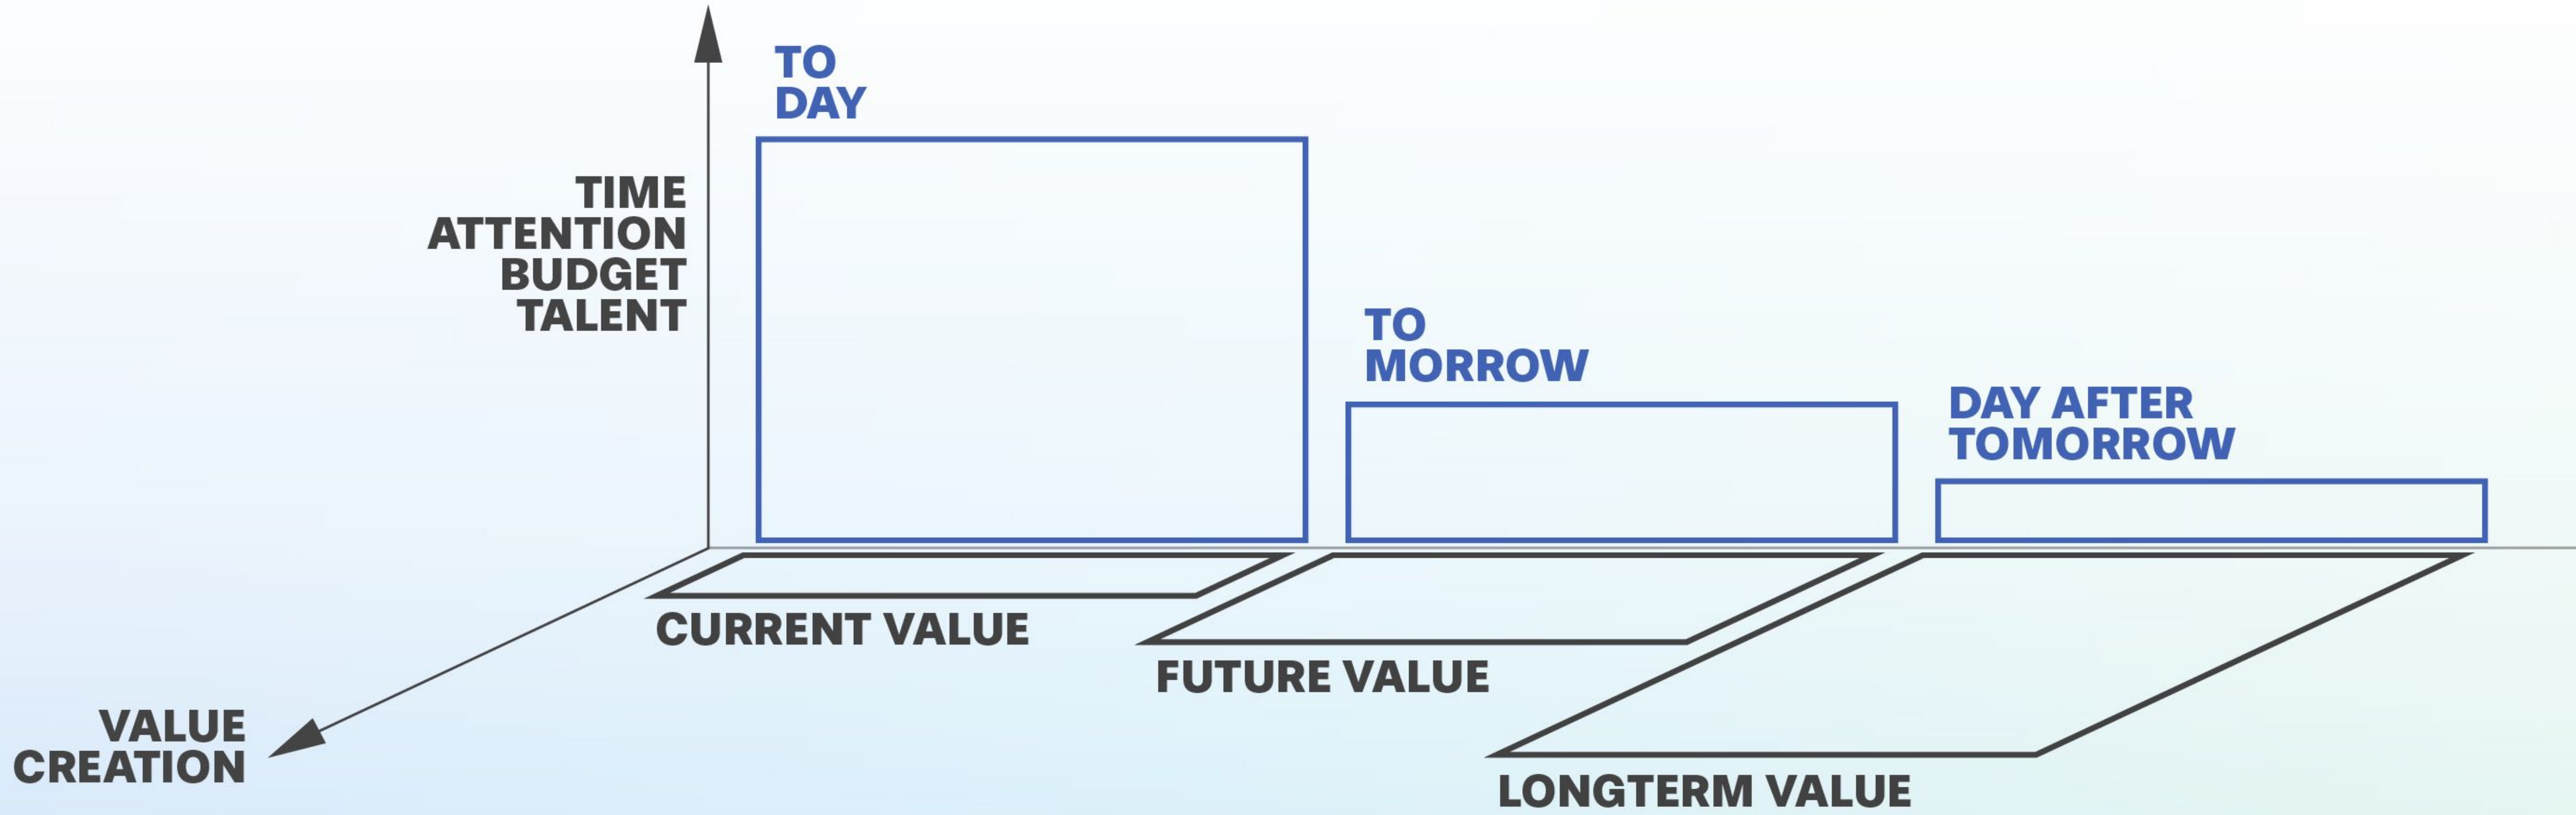 TO
DAY
TIME
ATTENTION
BUDGET
TALENT
TO
MORROW
DAY AFTER
TOMORROW
CURRENT VALUE
FUTURE VALUE
VALUE
CREATION
LONGTERM VALUE